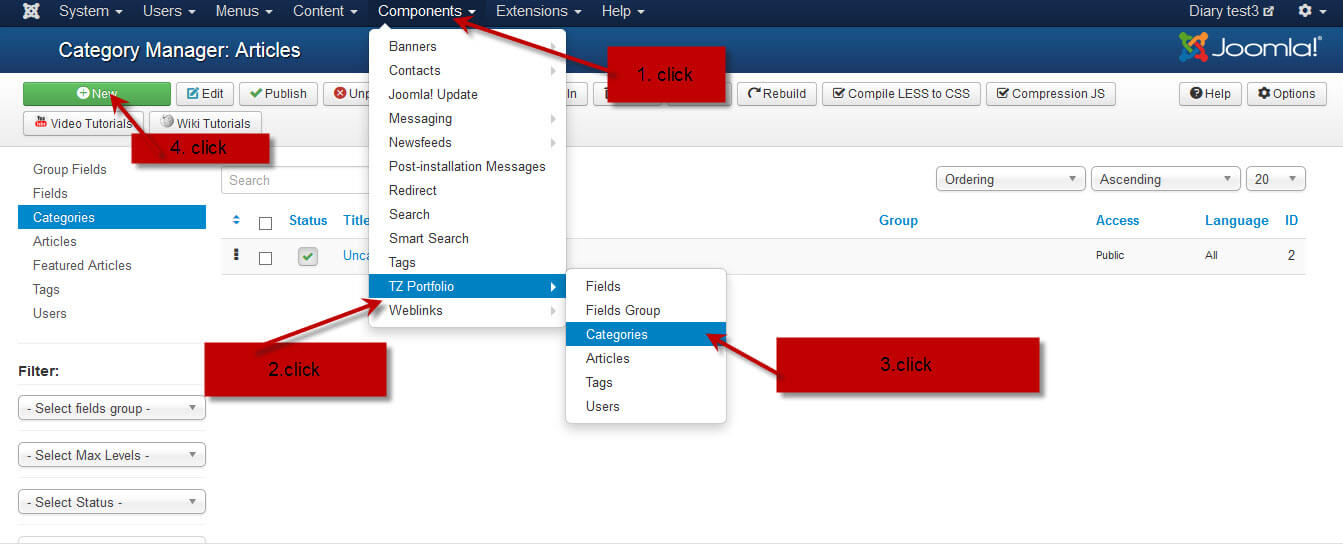 System Users Menus Content Components Extensions Help Diary test3
Category Manager: Articles Joomla!®
Banners
Contacts
Joomla! Update
Messaging
Newsfeeds
Post-installation Messages
Redirect
Search
Smart Search
Tags
TZ Portfolio
Weblinks
1. click
New Edit Publish Rebuild Compile LESS to CSS Compression JS Help Options
Video Tutorials Wiki Tutorials
4. click
Group Fields
Fields
Categories
Articles
Featured Articles
Tags
Users
Search Ordering Ascending 20
Status Group Access Language ID
Public All 2
Fields
Fields Group
Categories
Articles
Tags
Users
2.click
3.click
Filter:
- Select fields group -
- Select Max Levels -
- Select Status -